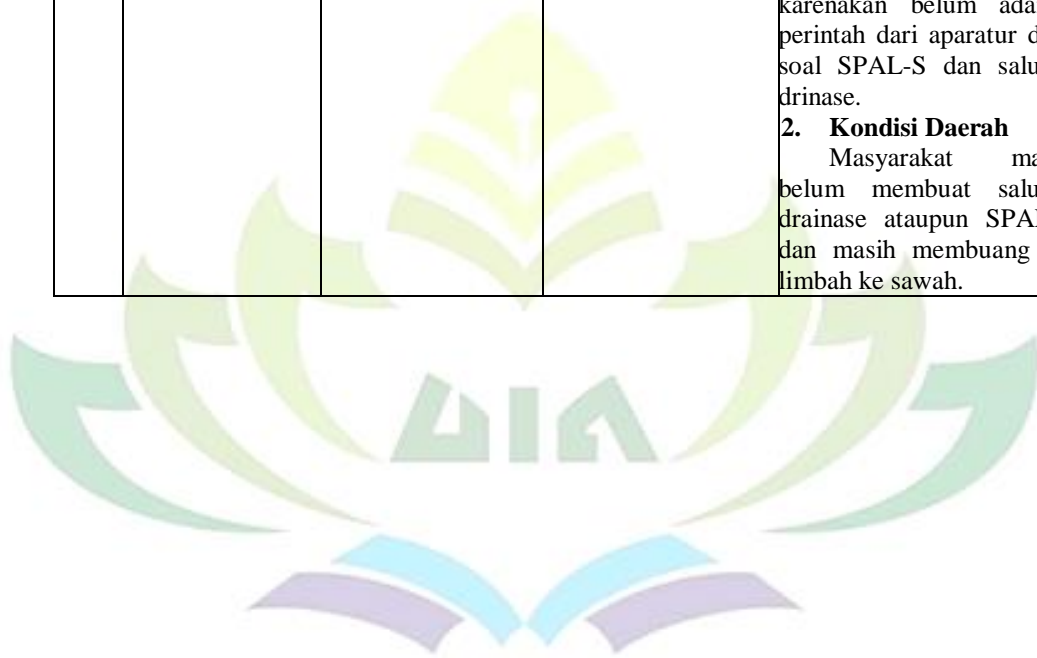 karenakan belum ada
perintah dari aparatur d
soal SPAL-S dan salu
drinase.
2. Kondisi Daerah
Masyarakat ma
belum membuat salu
drainase ataupun SPA
dan masih membuang
limbah ke sawah.